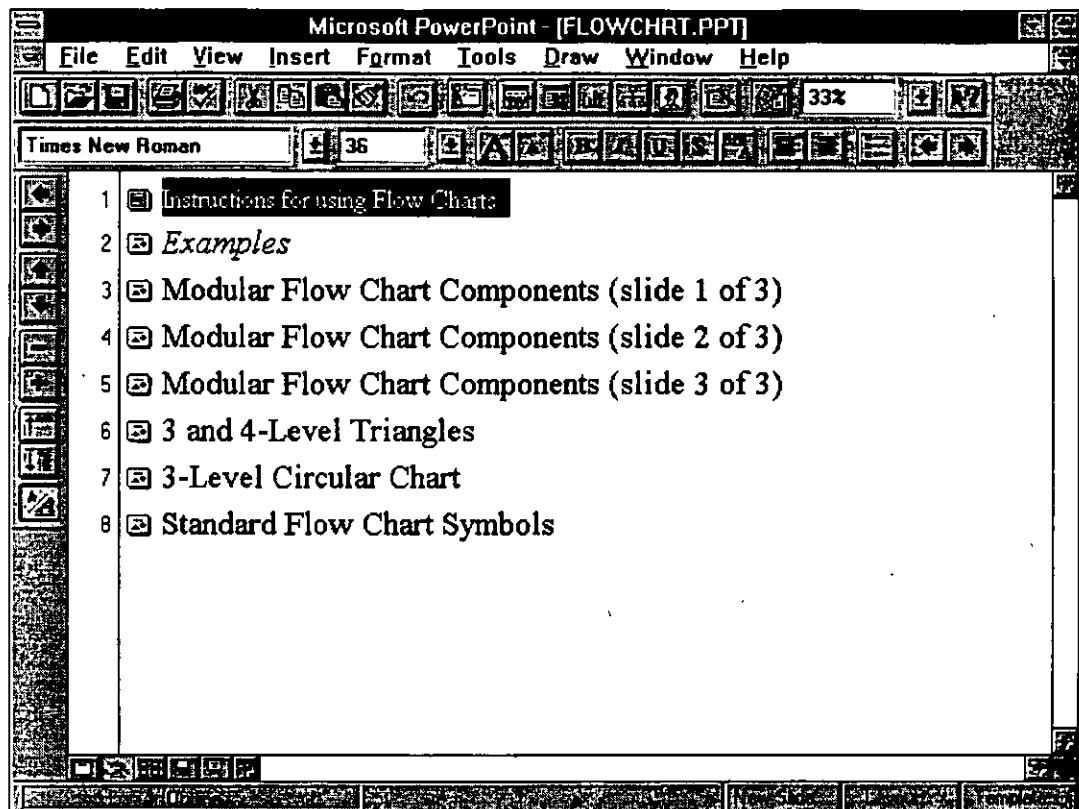 Microsoft PowerPoint - [FLOWCHRT.PPT]
File Edit View Insert Format Tools Draw Window Help
33%
Times New Roman 36
1 Instructions for using Flow Charts
2 Examples
3 Modular Flow Chart Components (slide 1 of 3)
4 Modular Flow Chart Components (slide 2 of 3)
5 Modular Flow Chart Components (slide 3 of 3)
6 3 and 4-Level Triangles
7 3-Level Circular Chart
8 Standard Flow Chart Symbols